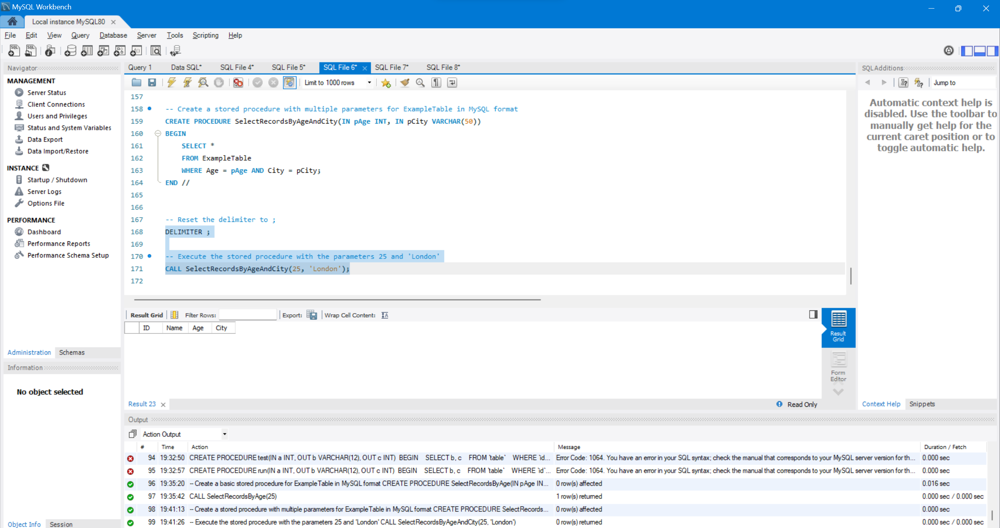 MySQL Workbench
Local instance MySQL80
File Edit View Query Database Server Tools Scripting Help
Navigator
MANAGEMENT
Server Status
Client Connections
Users and Privileges
Status and System Variables
Data Export
Data Import/Restore
INSTANCE
Startup / Shutdown
Server Logs
Options File
PERFORMANCE
Dashboard
Performance Reports
Performance Schema Setup
Administration Schemas
Information
No object selected
Object Info Session
Query 1 Data SQL* SQL File 4* SQL File 5* SQL File 6* SQL File 7* SQL File 8*
Limit to 1000 rows
157
158 -- Create a stored procedure with multiple parameters for ExampleTable in MySQL format
159 CREATE PROCEDURE SelectRecordsByAgeAndCity(IN pAge INT, IN pCity VARCHAR(50))
160 BEGIN
161 SELECT *
162 FROM ExampleTable
163 WHERE Age = pAge AND City = pCity;
164 END //
165
166
167 -- Reset the delimiter to ;
168 DELIMITER ;
169
170 -- Execute the stored procedure with the parameters 25 and 'London'
171 CALL SelectRecordsByAgeAndCity(25, 'London');
172
Result Grid Filter Rows: Export: Wrap Cell Content:
ID Name Age City
Result Grid
Form Editor
Result 23 Read Only
SQLAdditions
Jump to
Automatic context help is
disabled. Use the toolbar to
manually get help for the
current caret position or to
toggle automatic help.
Context Help Snippets
Output
Action Output
# Time Action Message Duration / Fetch
94 19:32:50 CREATE PROCEDURE test(IN a INT, OUT b VARCHAR(12), OUT c INT) BEGIN SELECT b, c FROM `table` WHERE `id... Error Code: 1064. You have an error in your SQL syntax; check the manual that corresponds to your MySQL server version for th... 0.000 sec
95 19:32:57 CREATE PROCEDURE run(IN a INT, OUT b VARCHAR(12), OUT c INT) BEGIN SELECT b, c FROM `table` WHERE `id`... Error Code: 1064. You have an error in your SQL syntax; check the manual that corresponds to your MySQL server version for th... 0.000 sec
96 19:35:20 -- Create a basic stored procedure for ExampleTable in MySQL format CREATE PROCEDURE SelectRecordsByAge(IN pAge IN... 0 row(s) affected 0.016 sec
97 19:35:42 CALL SelectRecordsByAge(25) 1 row(s) returned 0.000 sec / 0.000 sec
98 19:41:13 -- Create a stored procedure with multiple parameters for ExampleTable in MySQL format CREATE PROCEDURE SelectRecords... 0 row(s) affected 0.000 sec
99 19:41:26 -- Execute the stored procedure with the parameters 25 and 'London' CALL SelectRecordsByAgeAndCity(25, 'London') 0 row(s) returned 0.000 sec / 0.000 sec